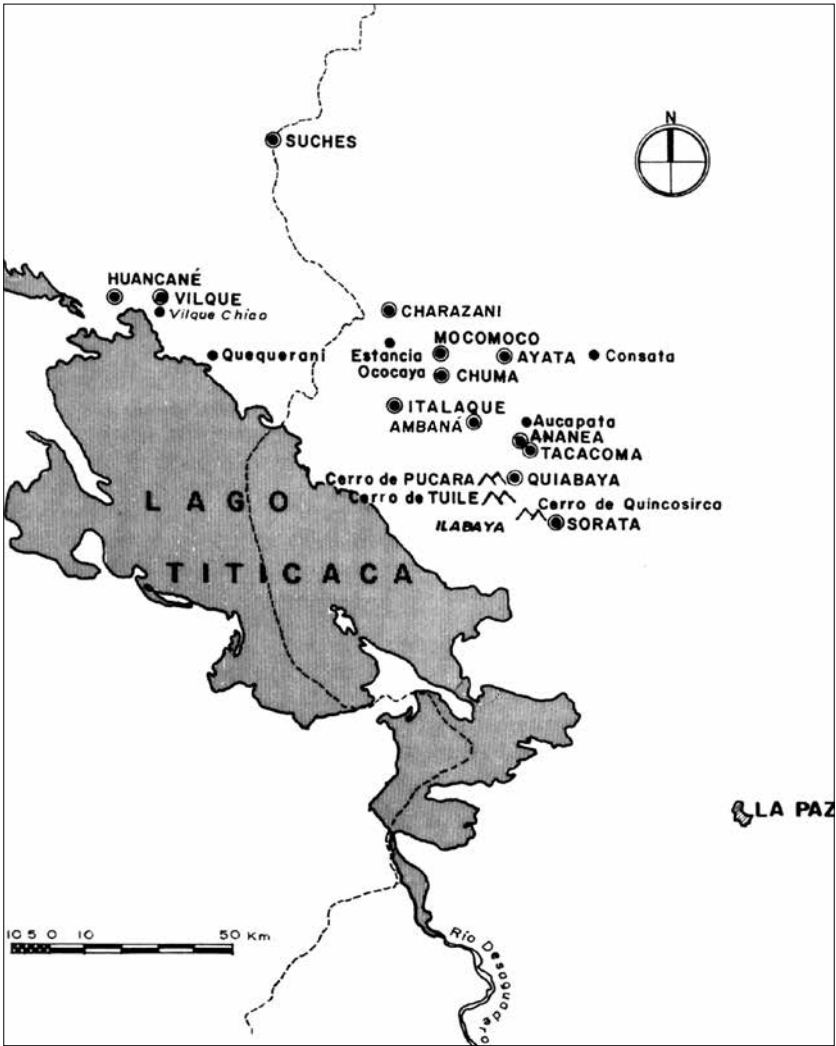 N
SUCHES
HUANCANÉ
VILQUE
Vilque Chico
CHARAZANI
Quequerani
Estancia
Ococaya
MOCOMOCO
AYATA
Consata
CHUMA
ITALAQUE
AMBANÁ
Aucapata
ANANEA
TACACOMA
Cerro de PUCARA
QUIABAYA
Cerro de TUILE
Cerro de Quincosirca
ILABAYA
SORATA
LAGO
TITICACA
LA PAZ
10 5 0 10 50 Km
Río Desaguadero